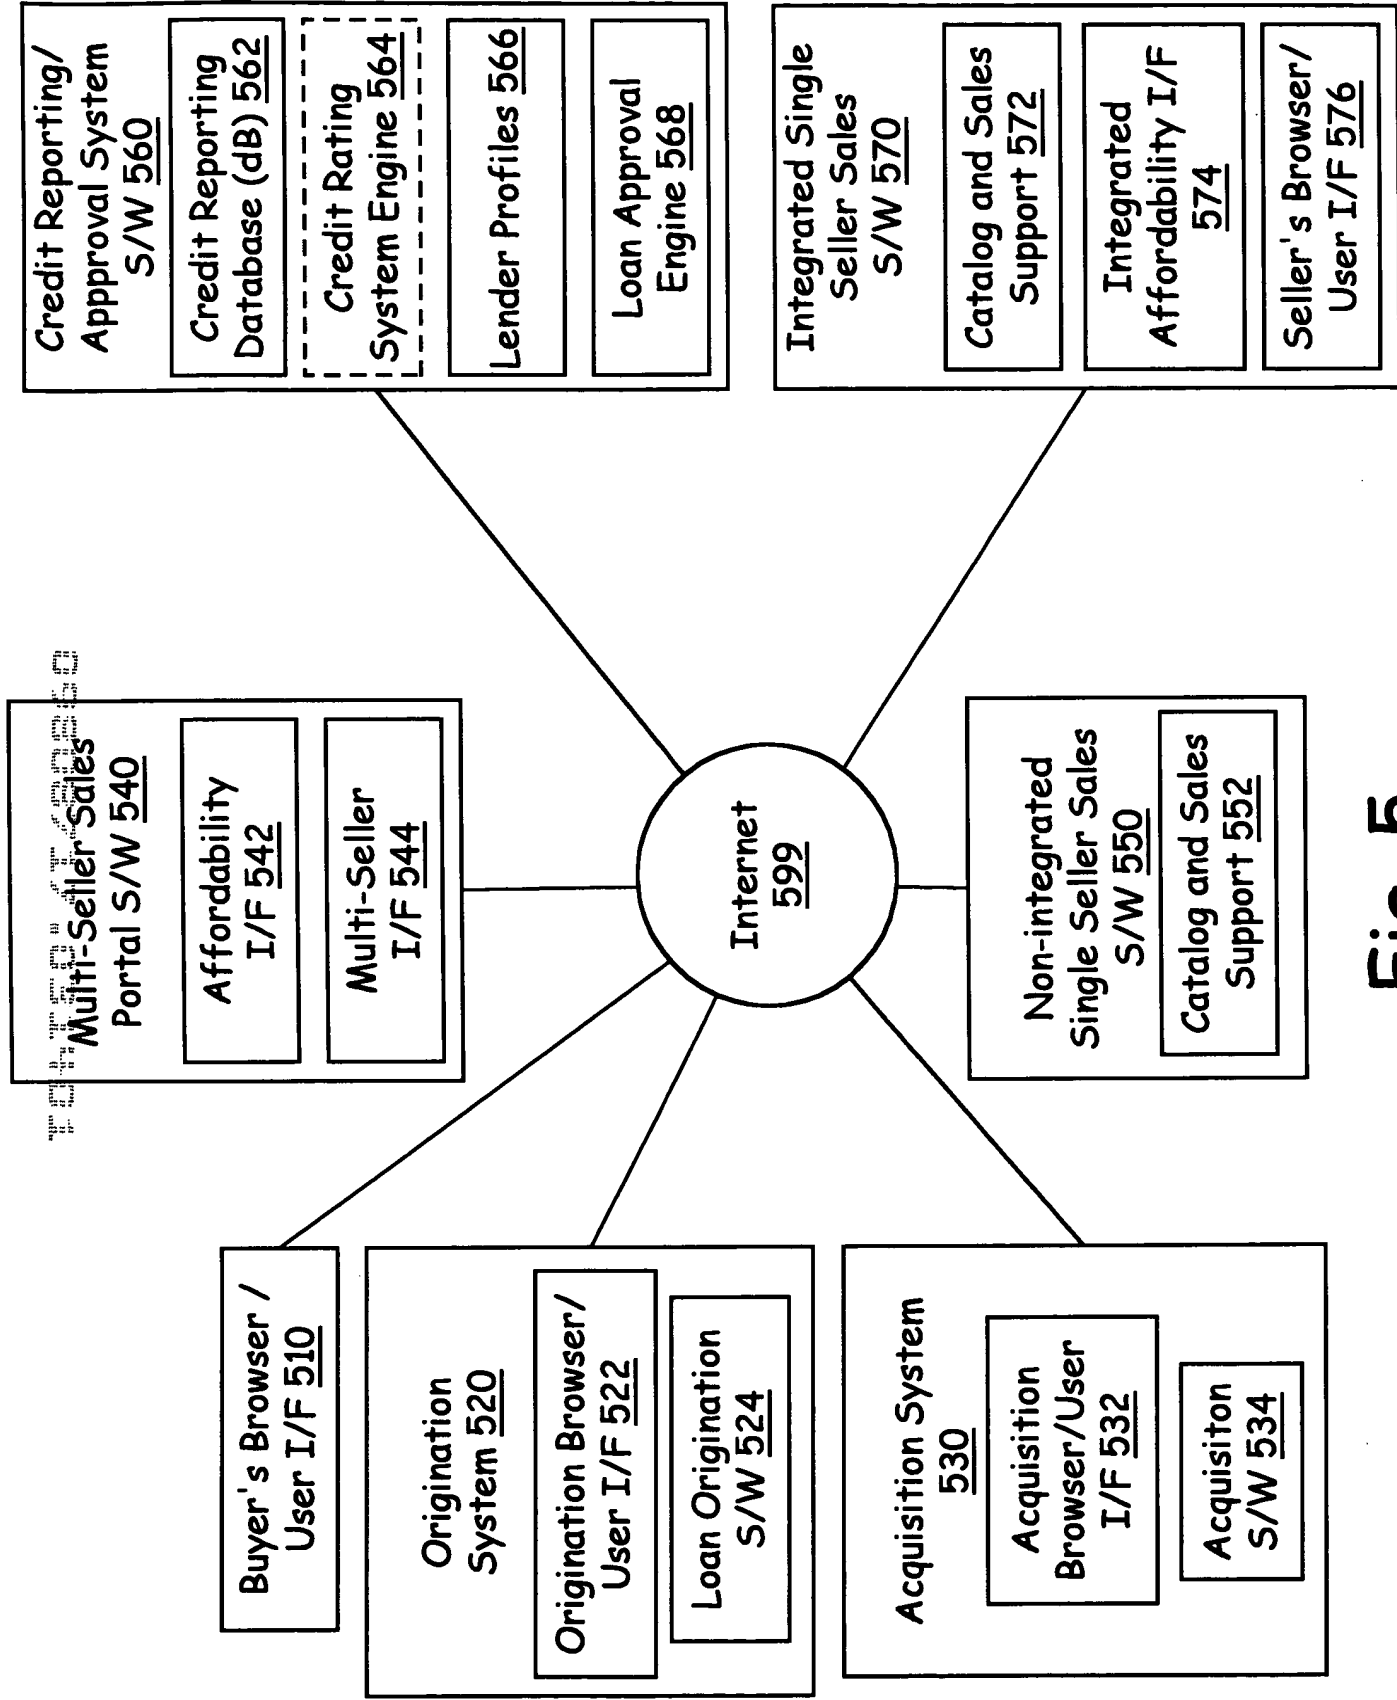 Buyer's Browser /
User I/F 510
Origination
System 520
Origination Browser/
User I/F 522
Loan Origination
S/W 524
Acquisition System
530
Acquisition
Browser/User
I/F 532
Acquisiton
S/W 534
Multi-Seller Sales
Portal S/W 540
Affordability
I/F 542
Multi-Seller
I/F 544
Internet
599
Non-integrated
Single Seller Sales
S/W 550
Catalog and Sales
Support 552
Credit Reporting/
Appproval System
S/W 560
Credit Reporting
Database (dB) 562
Credit Rating
System Engine 564
Lender Profiles 566
Loan Approval
Engine 568
Integrated Single
Seller Sales
S/W 570
Catalog and Sales
Support 572
Integrated
Affordability I/F
574
Seller's Browser/
User I/F 576
Fig. 5